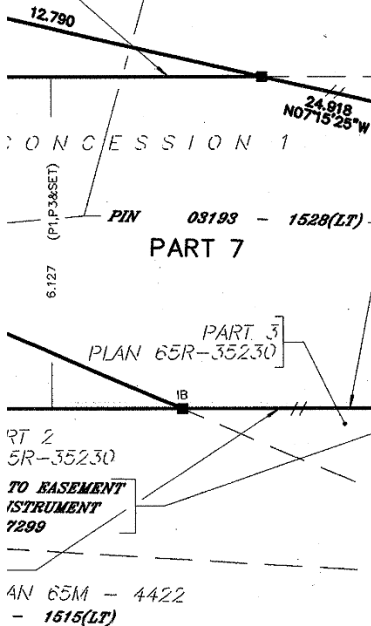 12.790
24.918
N07°15'25"W
CONCESSION 1
(P1,P3&SET)
6.127
PIN 03193 - 1528(LT)
PART 7
PART 3
PLAN 65R-35230
IB
RT 2
5R-35230
TO EASEMENT
NSTRUMENT
7299
AN 65M - 4422
- 1515(LT)